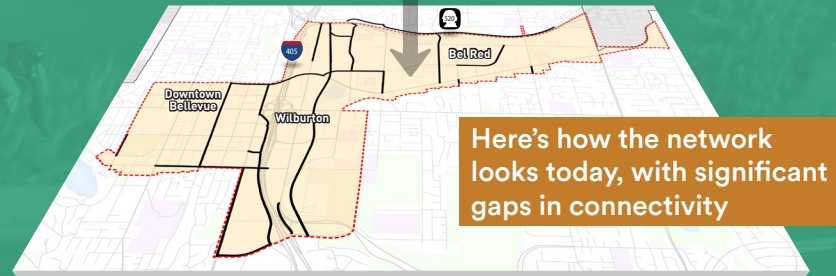 520
405
Bel Red
Downtown
Bellevue
Wilburton
Here’s how the network
looks today, with significant
gaps in connectivity